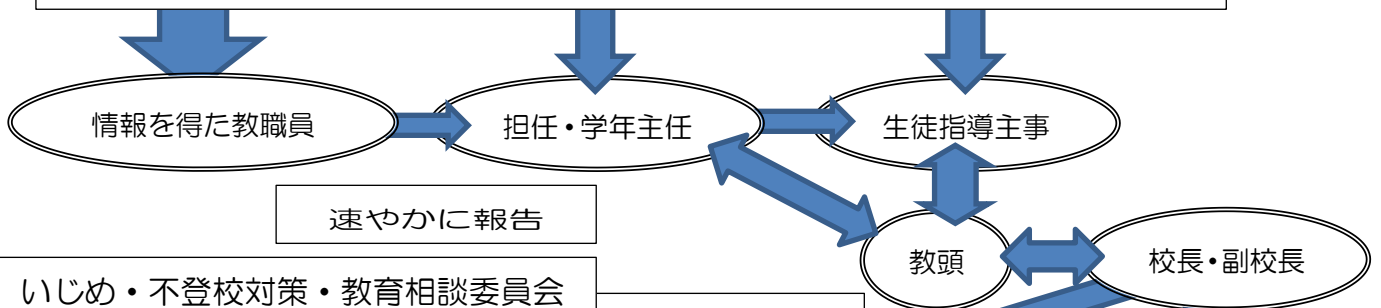 情報を得た教職員
担任・学年主任
生徒指導主事
速やかに報告
教頭
校長・副校長
いじめ・不登校対策・教育相談委員会